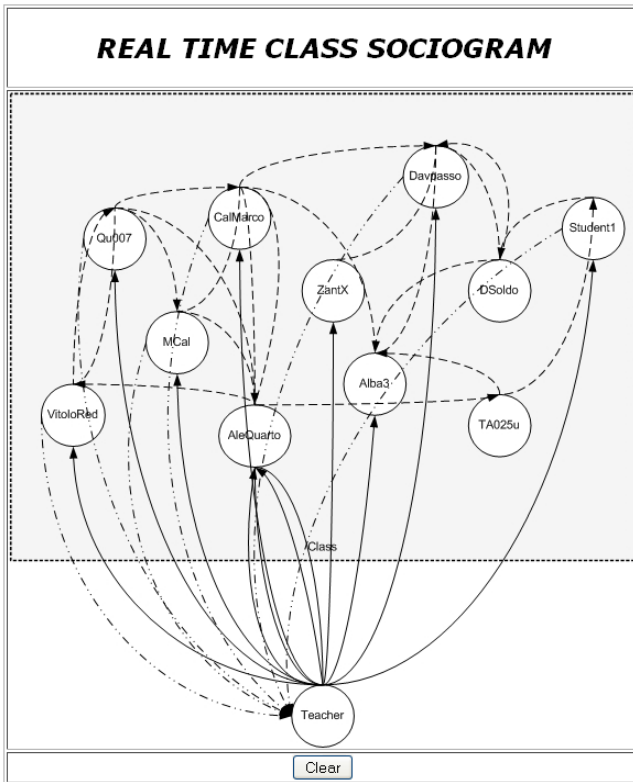 REAL TIME CLASS SOCIOGRAM
Davpasso
CalMarco
Student1
Qu007
ZantX
DSoldo
MCal
Alba3
VitoloRed
TA025u
AleQuarto
Class
Teacher
Clear